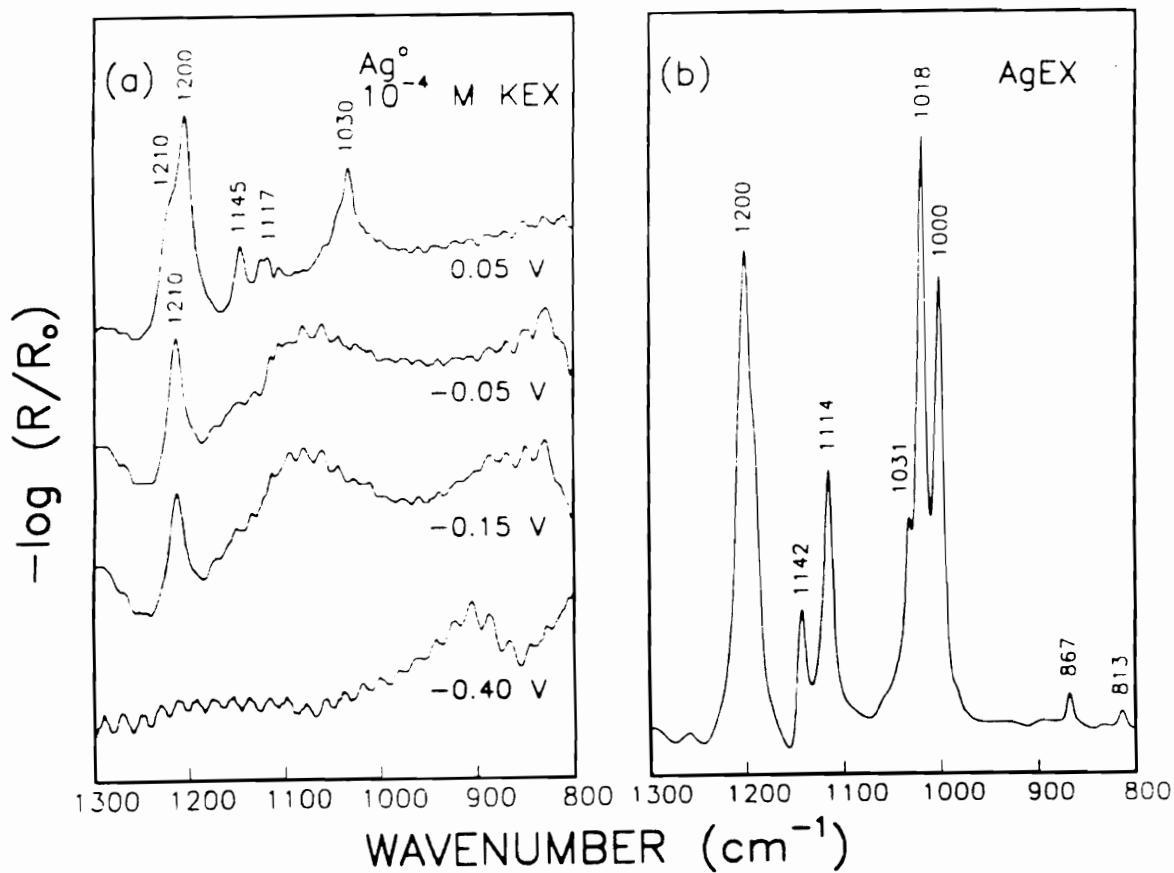 (a)
Ag°
10⁻⁴ M KEX
1210
1200
1145
1117
1030
0.05 V
1210
−0.05 V
−0.15 V
−0.40 V
1300 1200 1100 1000 900 800
(b)
AgEX
1200
1142
1114
1031
1018
1000
867
813
1300 1200 1100 1000 900 800
−log (R/R₀)
WAVENUMBER (cm⁻¹)